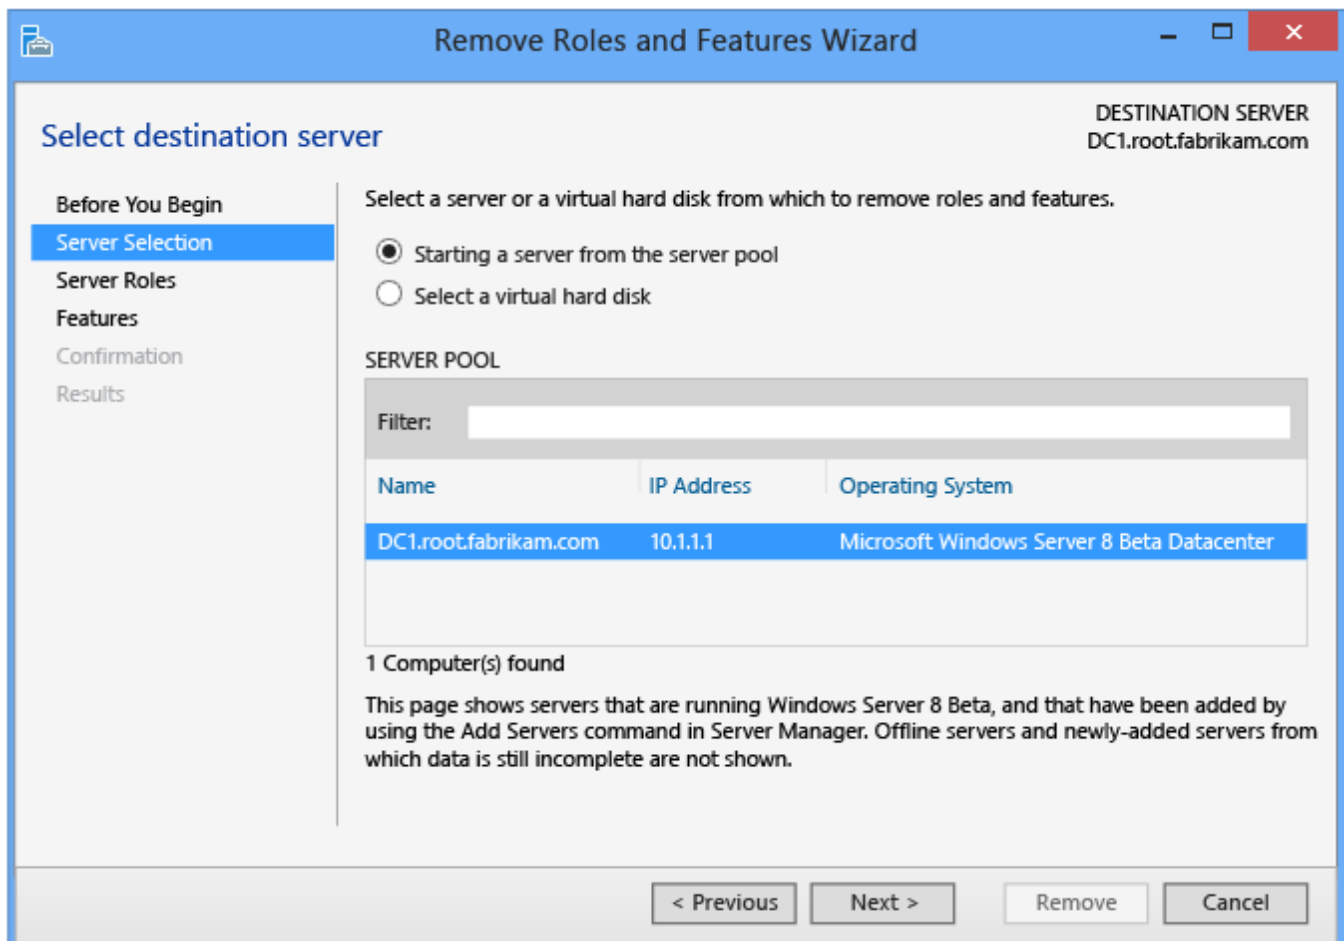 Remove Roles and Features Wizard
Select destination server
DESTINATION SERVER
DC1.root.fabrikam.com
Before You Begin
Server Selection
Server Roles
Features
Confirmation
Results
Select a server or a virtual hard disk from which to remove roles and features.
Starting a server from the server pool
Select a virtual hard disk
SERVER POOL
Filter:
Name IP Address Operating System
DC1.root.fabrikam.com 10.1.1.1 Microsoft Windows Server 8 Beta Datacenter
1 Computer(s) found
This page shows servers that are running Windows Server 8 Beta, and that have been added by
using the Add Servers command in Server Manager. Offline servers and newly-added servers from
which data is still incomplete are not shown.
< Previous Next > Remove Cancel